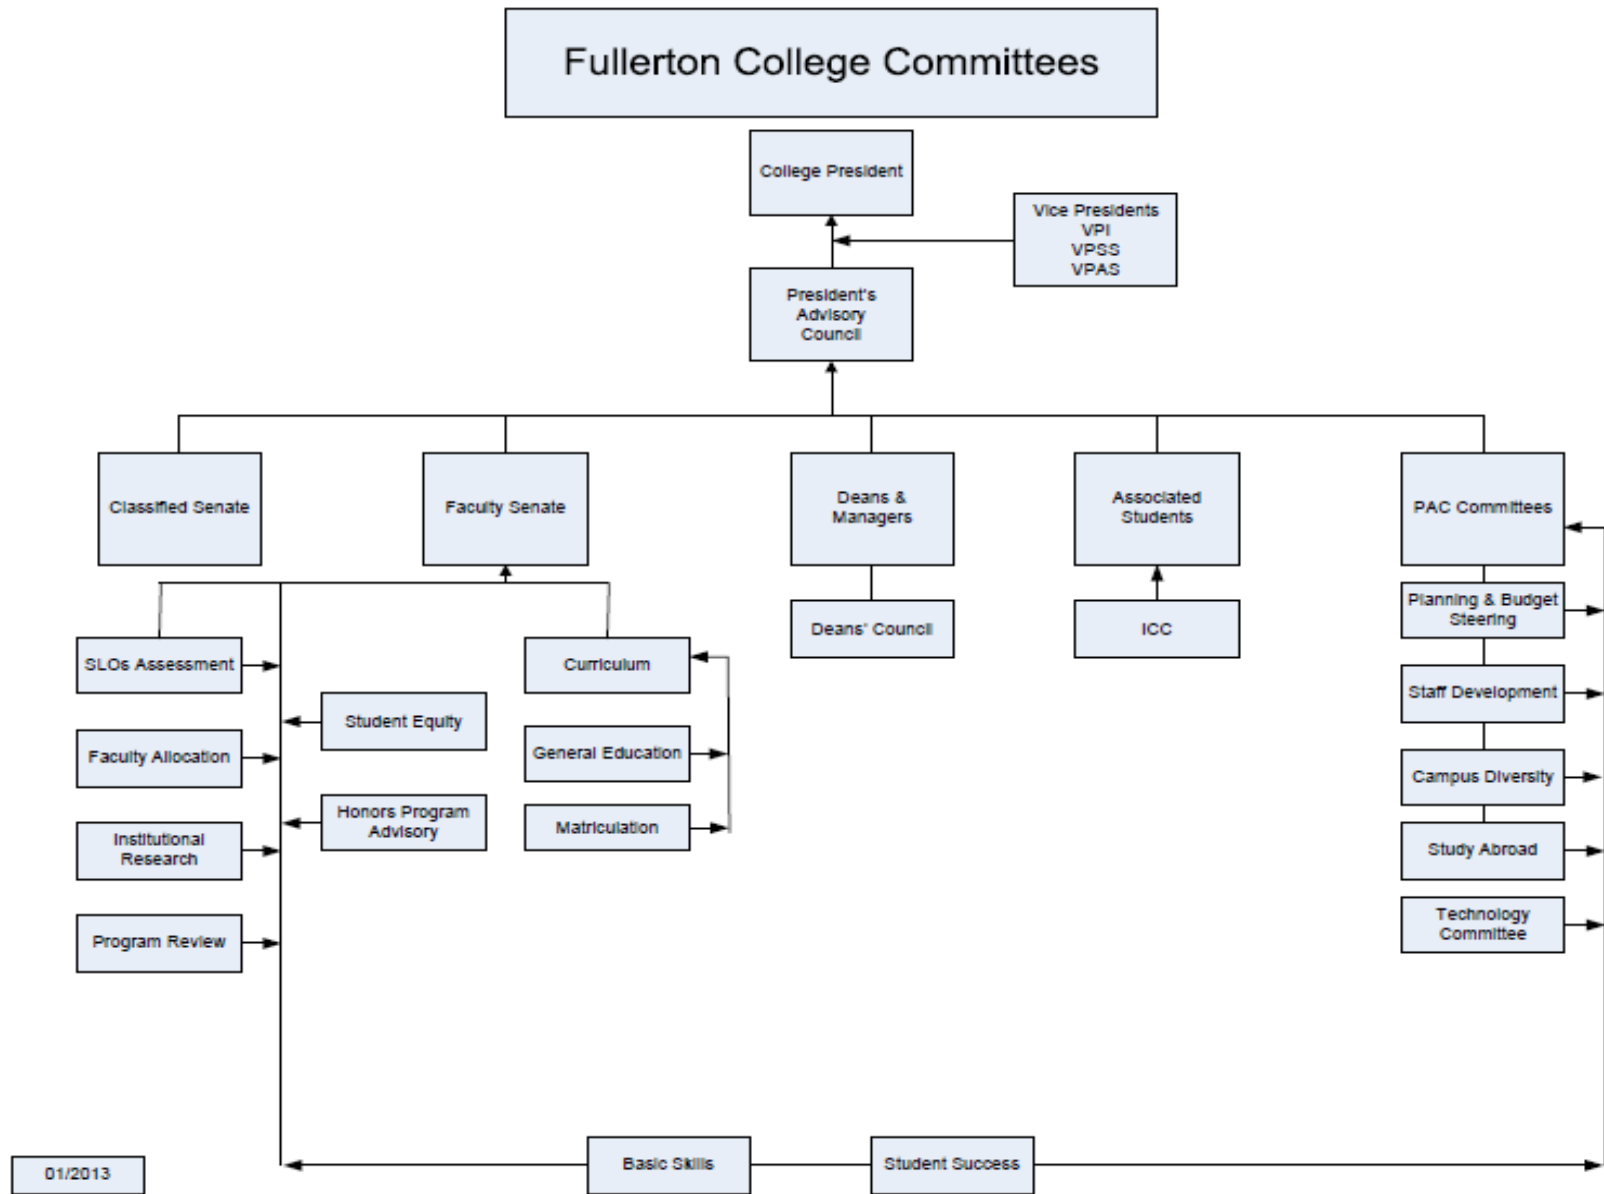 Fullerton College Committees
College President
Vice Presidents
VPI
VPSS
VPAS
President's
Advisory
Council
Classified Senate
Faculty Senate
Deans &
Managers
Associated
Students
PAC Committees
Deans' Council
ICC
Planning & Budget
Steering
SLOs Assessment
Curriculum
Staff Development
Student Equity
Faculty Allocation
General Education
Campus Diversity
Honors Program
Advisory
Matriculation
Institutional
Research
Study Abroad
Program Review
Technology
Committee
Basic Skills
Student Success
01/2013